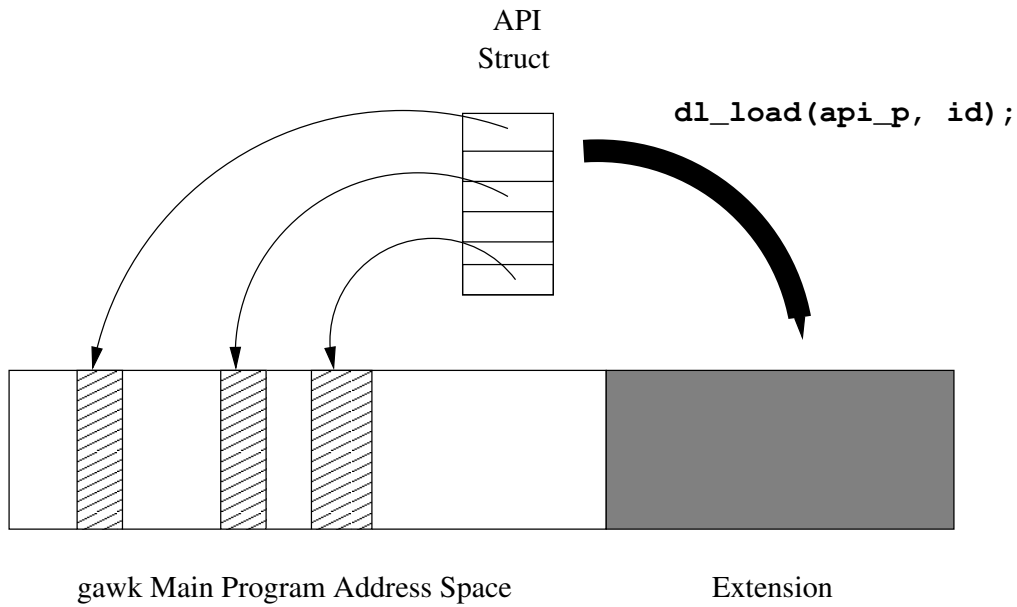 API
Struct
dl_load(api_p, id);
gawk Main Program Address Space
Extension